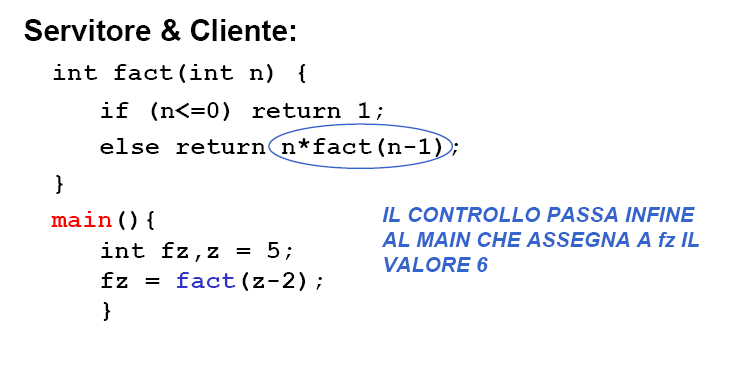 Servitore & Cliente:
int fact(int n) {
if (n<=0) return 1;
else return n*fact(n-1);
}
main(){
int fz,z = 5;
fz = fact(z-2);
}
IL CONTROLLO PASSA INFINE
AL MAIN CHE ASSEGNA A fz IL
VALORE 6